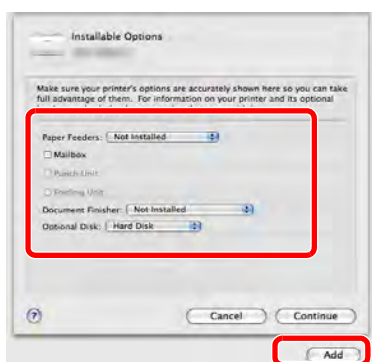 Installable Options
Make sure your printer's options are accurately shown here so you can take
full advantage of them. For information on your printer and its optional
Paper Feeders: Not Installed
Mailbox
Punch Unit
Folding Unit
Document Finisher: Not Installed
Optional Disk: Hard Disk
?
Cancel
Continue
Add